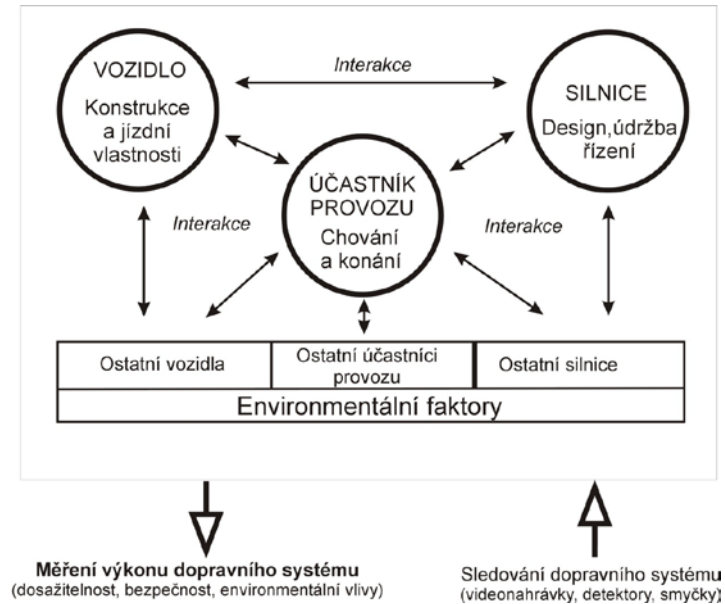 VOZIDLO
Konstrukce
a jízdní
vlastnosti
Interakce
SILNICE
Design,údržba
řízení
ÚČASTNÍK
PROVOZU
Chování
a konání
Interakce
Interakce
Ostatní vozidla
Ostatní účastníci
provozu
Ostatní silnice
Environmentální faktory
Měření výkonu dopravního systému
(dosažitelnost, bezpečnost, environmentální vlivy)
Sledování dopravního systému
(videonahrávky, detektory, smyčky)